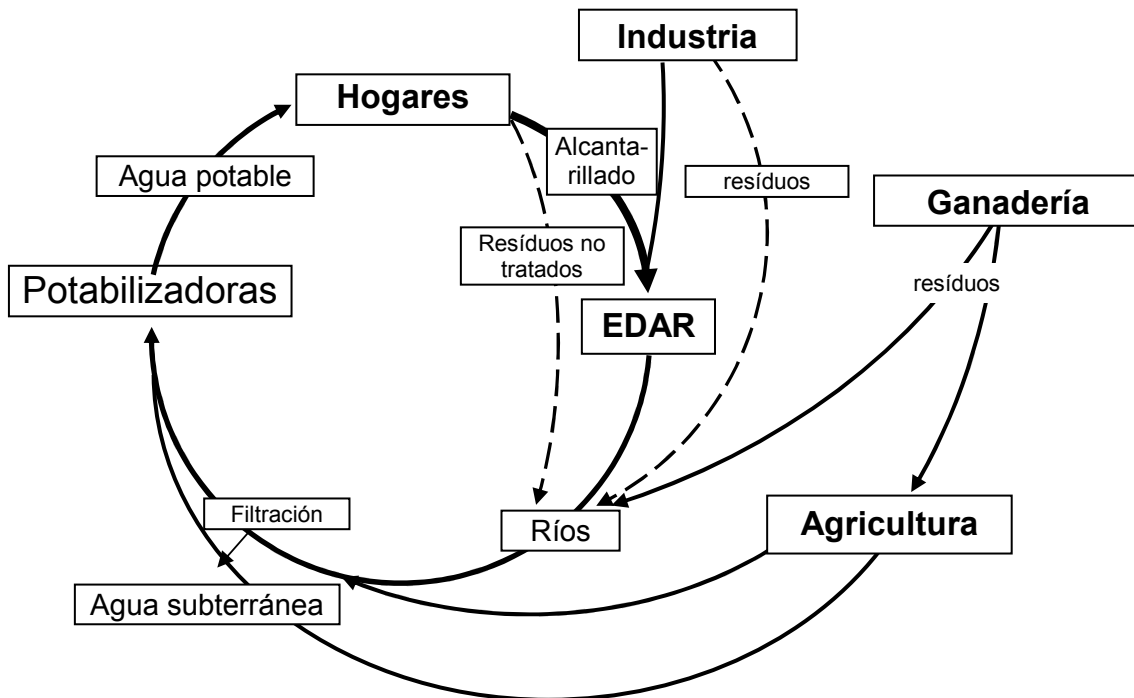 Industria
Hogares
Alcanta-
rillado
Agua potable
resíduos
Ganadería
Resíduos no
tratados
Potabilizadoras
resíduos
EDAR
Filtración
Ríos
Agricultura
Agua subterránea